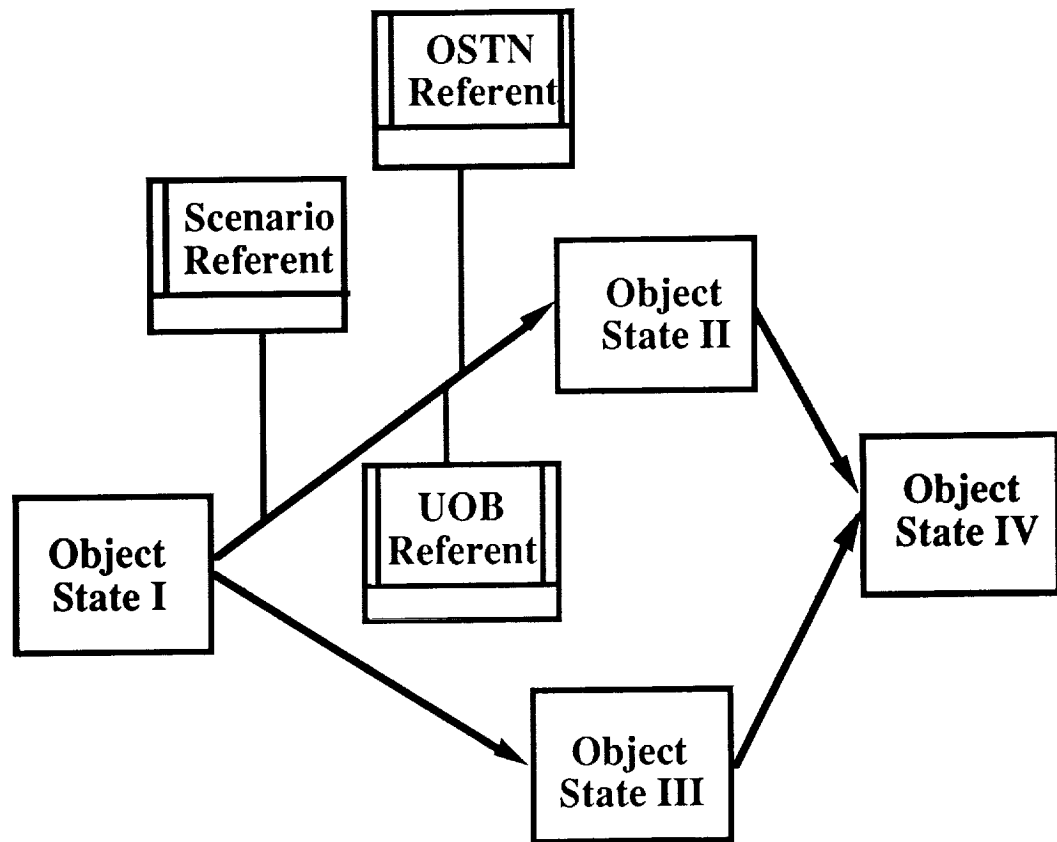 OSTN
Referent
Scenario
Referent
Object
State II
UOB
Referent
Object
State IV
Object
State I
Object
State III